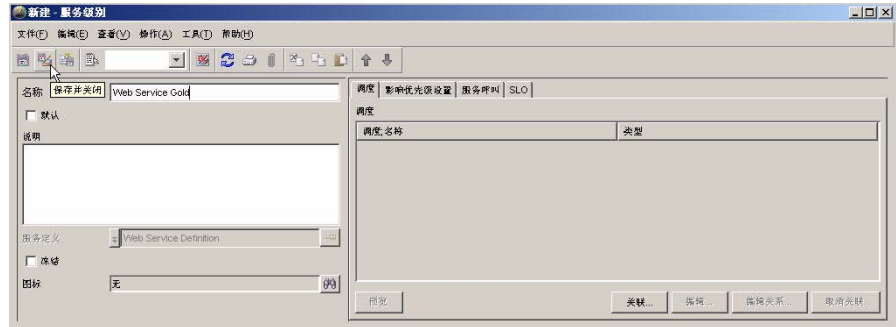 新建 - 服务级别
文件(F) 编辑(E) 查看(V) 操作(A) 工具(T) 帮助(H)
保存并关闭
名称 Web Service Gold
默认
说明
服务定义 Web Service Definition
冻结
图标 无
调度 影响优先级设置 服务呼叫 SLO
调度
调度;名称 类型
预览 关联... 编辑... 编辑关系... 取消关联